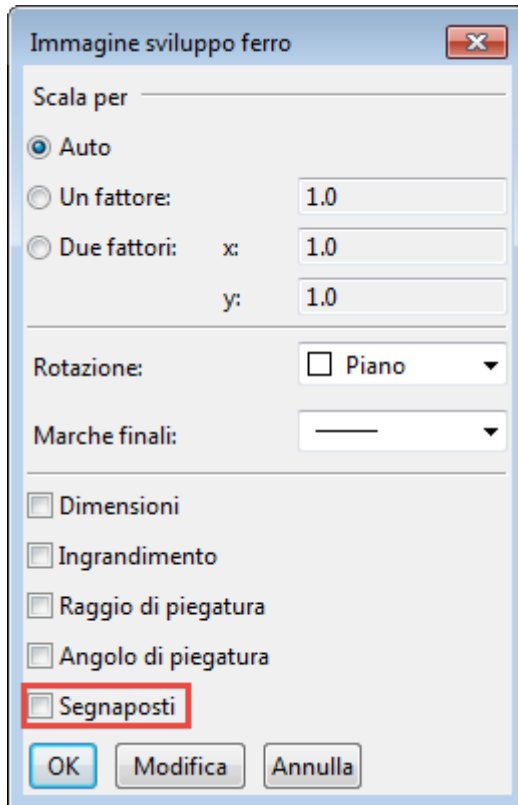 Immagine sviluppo ferro
Scala per
Auto
Un fattore: 1.0
Due fattori: x: 1.0
y: 1.0
Rotazione: Piano
Marche finali:
Dimensioni
Ingrandimento
Raggio di piegatura
Angolo di piegatura
Segnaposti
OK Modifica Annulla